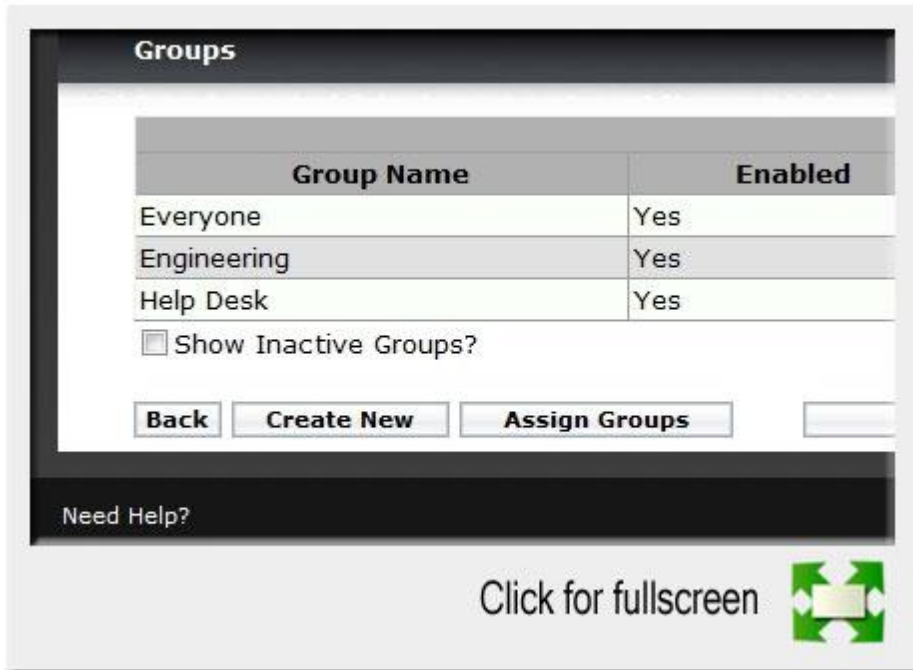 Groups
Group Name Enabled
Everyone Yes
Engineering Yes
Help Desk Yes
Show Inactive Groups?
Back Create New Assign Groups
Need Help?
Click for fullscreen